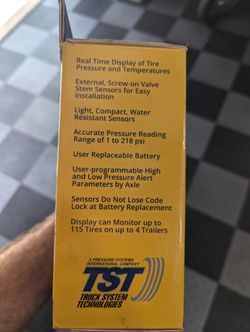 Real Time Display of Tire
Pressure and Temperatures
External, Screw-on Valve
Stem Sensors for Easy
Installation
Light, Compact, Water
Resistant Sensors
Accurate Pressure Reading
Range of 1 to 218 psi
User Replaceable Battery
User-programmable High
and Low Pressure Alert
Parameters by Axle
Sensors Do Not Lose Code
Lock at Battery Replacement
Display can Monitor up to
115 Tires on up to 4 Trailers
A PRESSURE SYSTEMS
INTERNATIONAL COMPANY
TST
TRUCK SYSTEM
TECHNOLOGIES